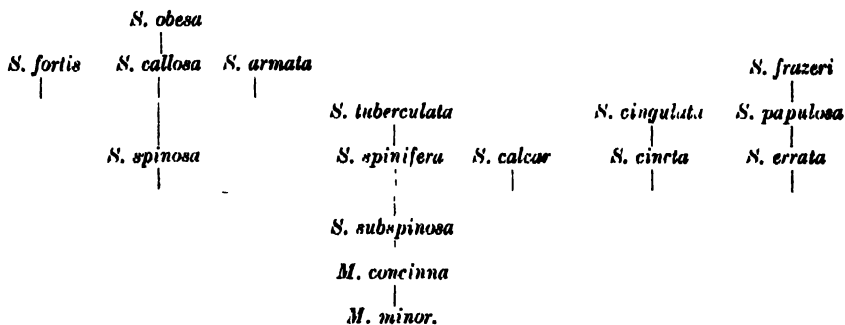 S. obesa
S. fortis S. callosa S. armata S. frazeri
S. tuberculata S. cingulata S. papulosa
S. spinosa S. spinifera S. calcar S. cincta S. errata
S. subspinosa
M. concinna
M. minor.